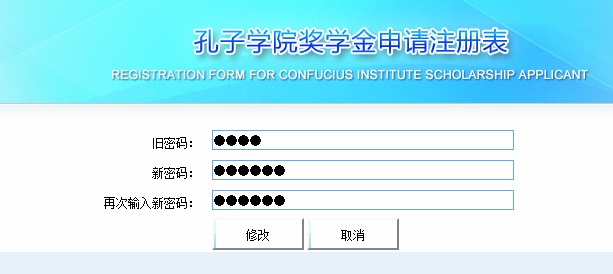 孔子学院奖学金申请注册表
REGISTRATION FORM FOR CONFUCIUS INSTITUTE SCHOLARSHIP APPLICANT
旧密码： ●●●●
新密码： ●●●●●●
再次输入新密码： ●●●●●●
修改 取消